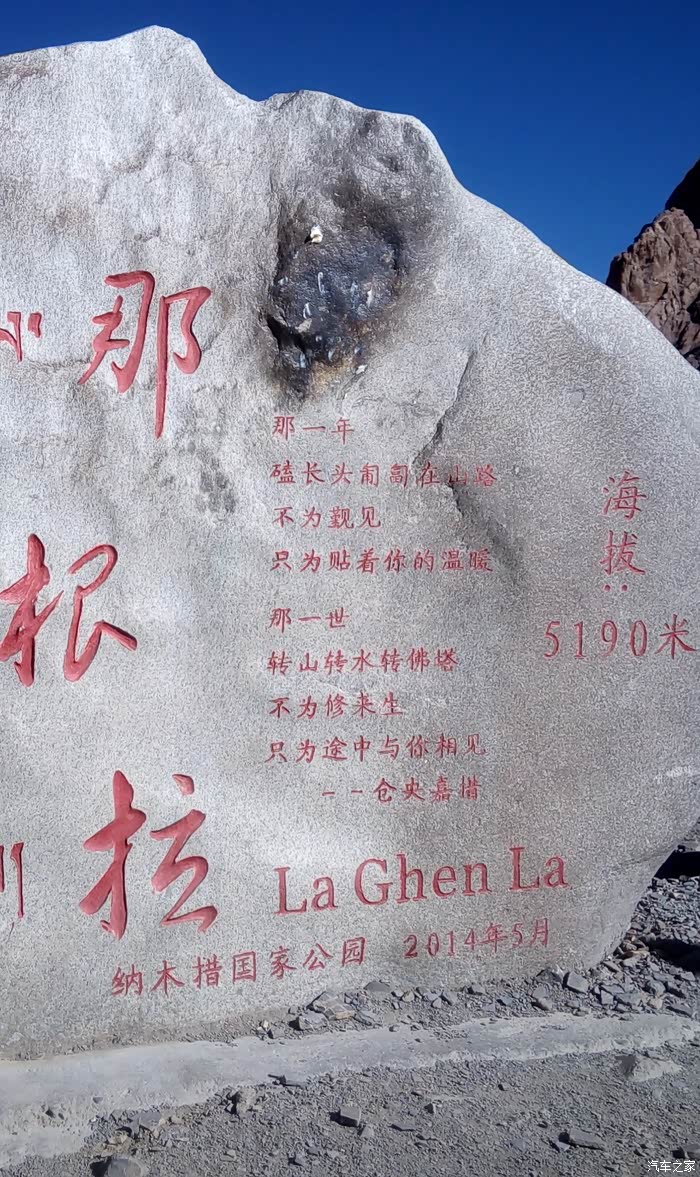 那根拉
那一年
磕长头匍匐在山路
不为觐见
只为贴着你的温暖
那一世
转山转水转佛塔
不为修来生
只为途中与你相见
--仓央嘉措
海拔:
5190米
La Ghen La
纳木措国家公园 2014年5月
汽车之家